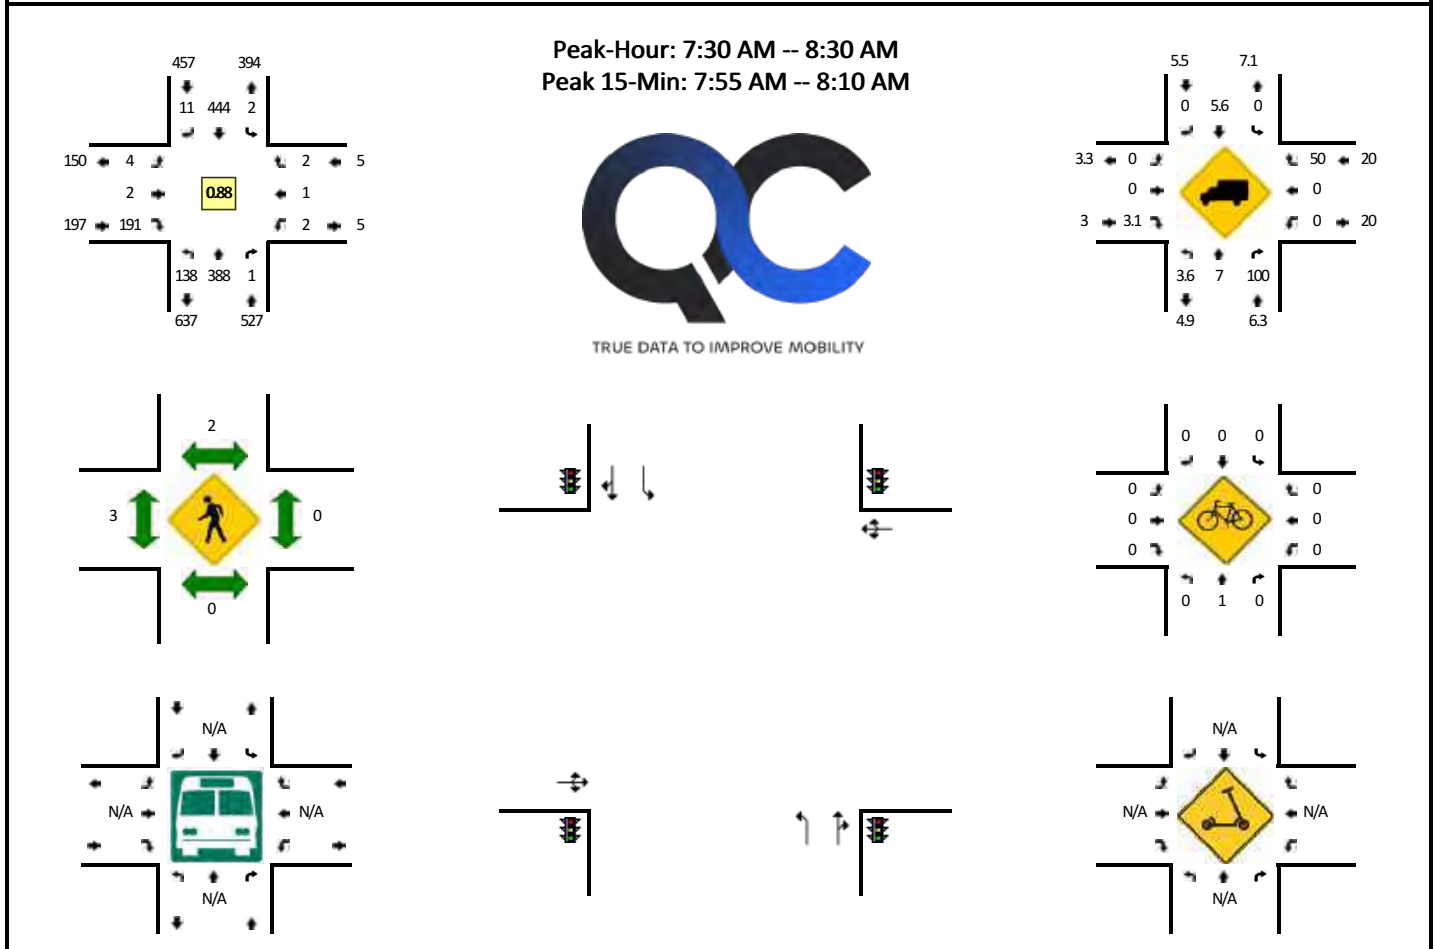 Peak-Hour: 7:30 AM -- 8:30 AM
Peak 15-Min: 7:55 AM -- 8:10 AM
457 394
11 444 2
150 4 2 5
2 0.88 1
197 191 2 5
138 388 1
637 527
QC
TRUE DATA TO IMPROVE MOBILITY
5.5 7.1
0 5.6 0
3.3 0 50 20
0 0
3 3.1 0 20
3.6 7 100
4.9 6.3
2
3 0
0
0 0 0
0 0
0 0
0 0
0 1 0
N/A
N/A N/A
N/A
N/A
N/A N/A
N/A